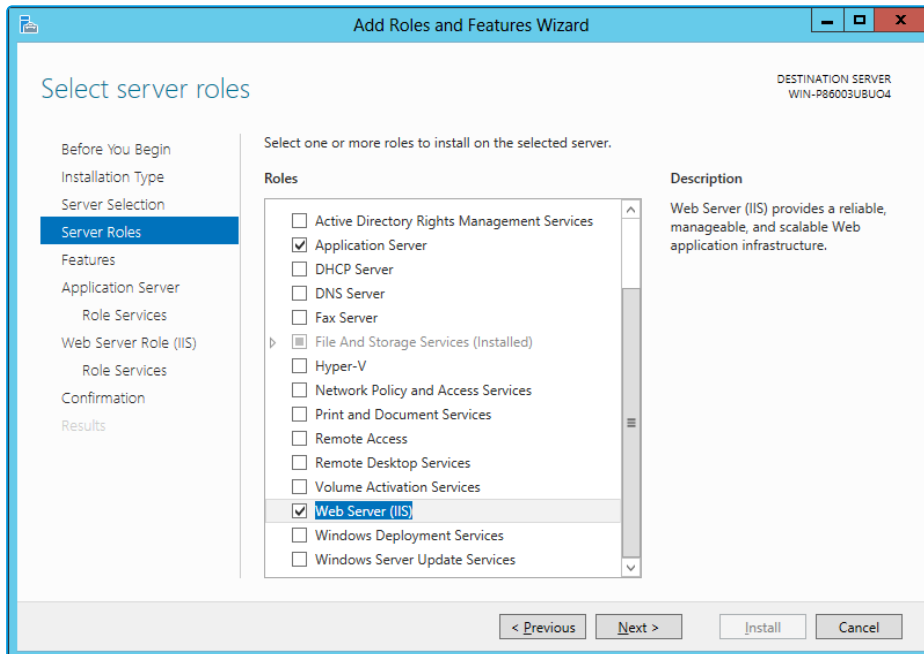 Add Roles and Features Wizard
Select server roles
DESTINATION SERVER
WIN-P86003UBUO4
Before You Begin
Installation Type
Server Selection
Server Roles
Features
Application Server
Role Services
Web Server Role (IIS)
Role Services
Confirmation
Results
Select one or more roles to install on the selected server.
Roles
Active Directory Rights Management Services
Application Server
DHCP Server
DNS Server
Fax Server
File And Storage Services (Installed)
Hyper-V
Network Policy and Access Services
Print and Document Services
Remote Access
Remote Desktop Services
Volume Activation Services
Web Server (IIS)
Windows Deployment Services
Windows Server Update Services
Description
Web Server (IIS) provides a reliable,
manageable, and scalable Web
application infrastructure.
< Previous
Next >
Install
Cancel